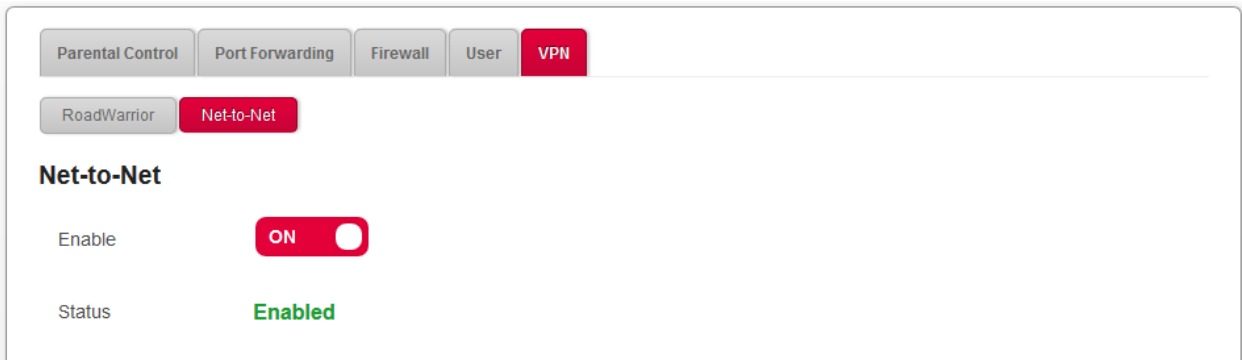 Parental Control Port Forwarding Firewall User VPN
RoadWarrior Net-to-Net
Net-to-Net
Enable ON
Status Enabled